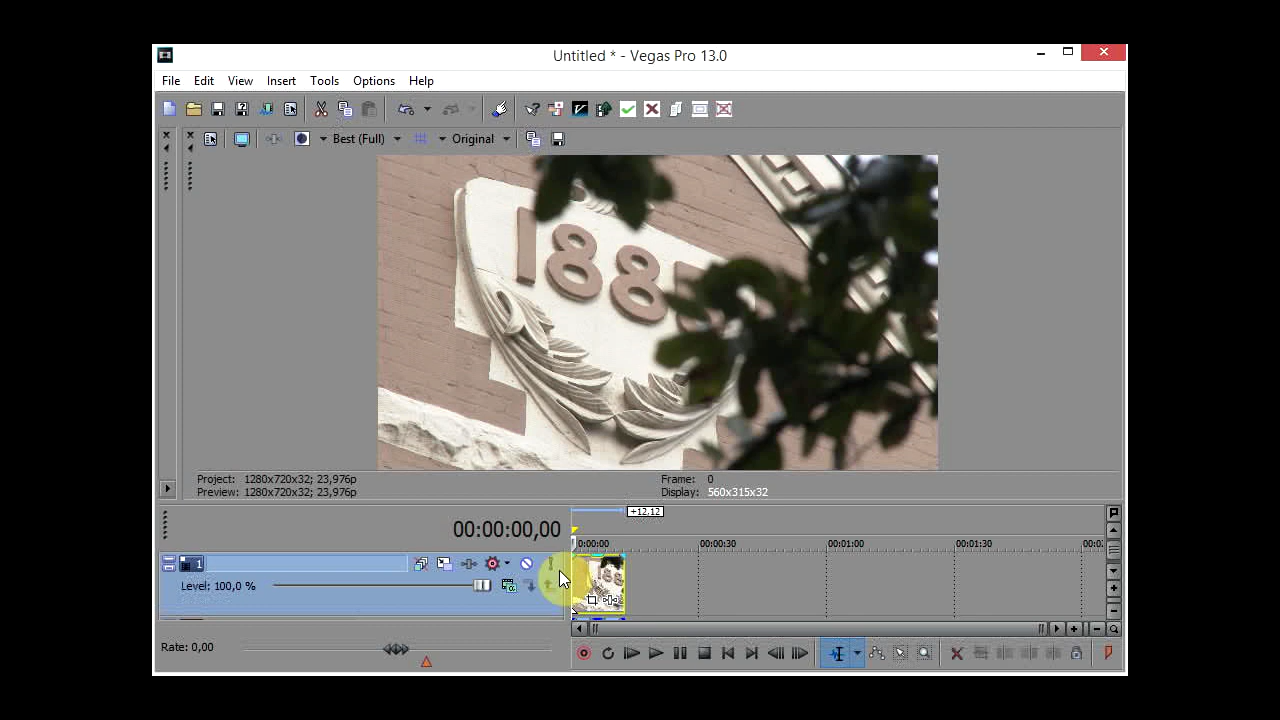 Untitled * - Vegas Pro 13.0
File Edit View Insert Tools Options Help
Best (Full) Original
188
Project: 1280x720x32; 23,976p
Preview: 1280x720x32; 23,976p
Frame: 0
Display: 560x315x32
00:00:00,00
+12,12
0:00:00 00:00:30 00:01:00 00:01:30
1
Level: 100,0 %
Rate: 0,00